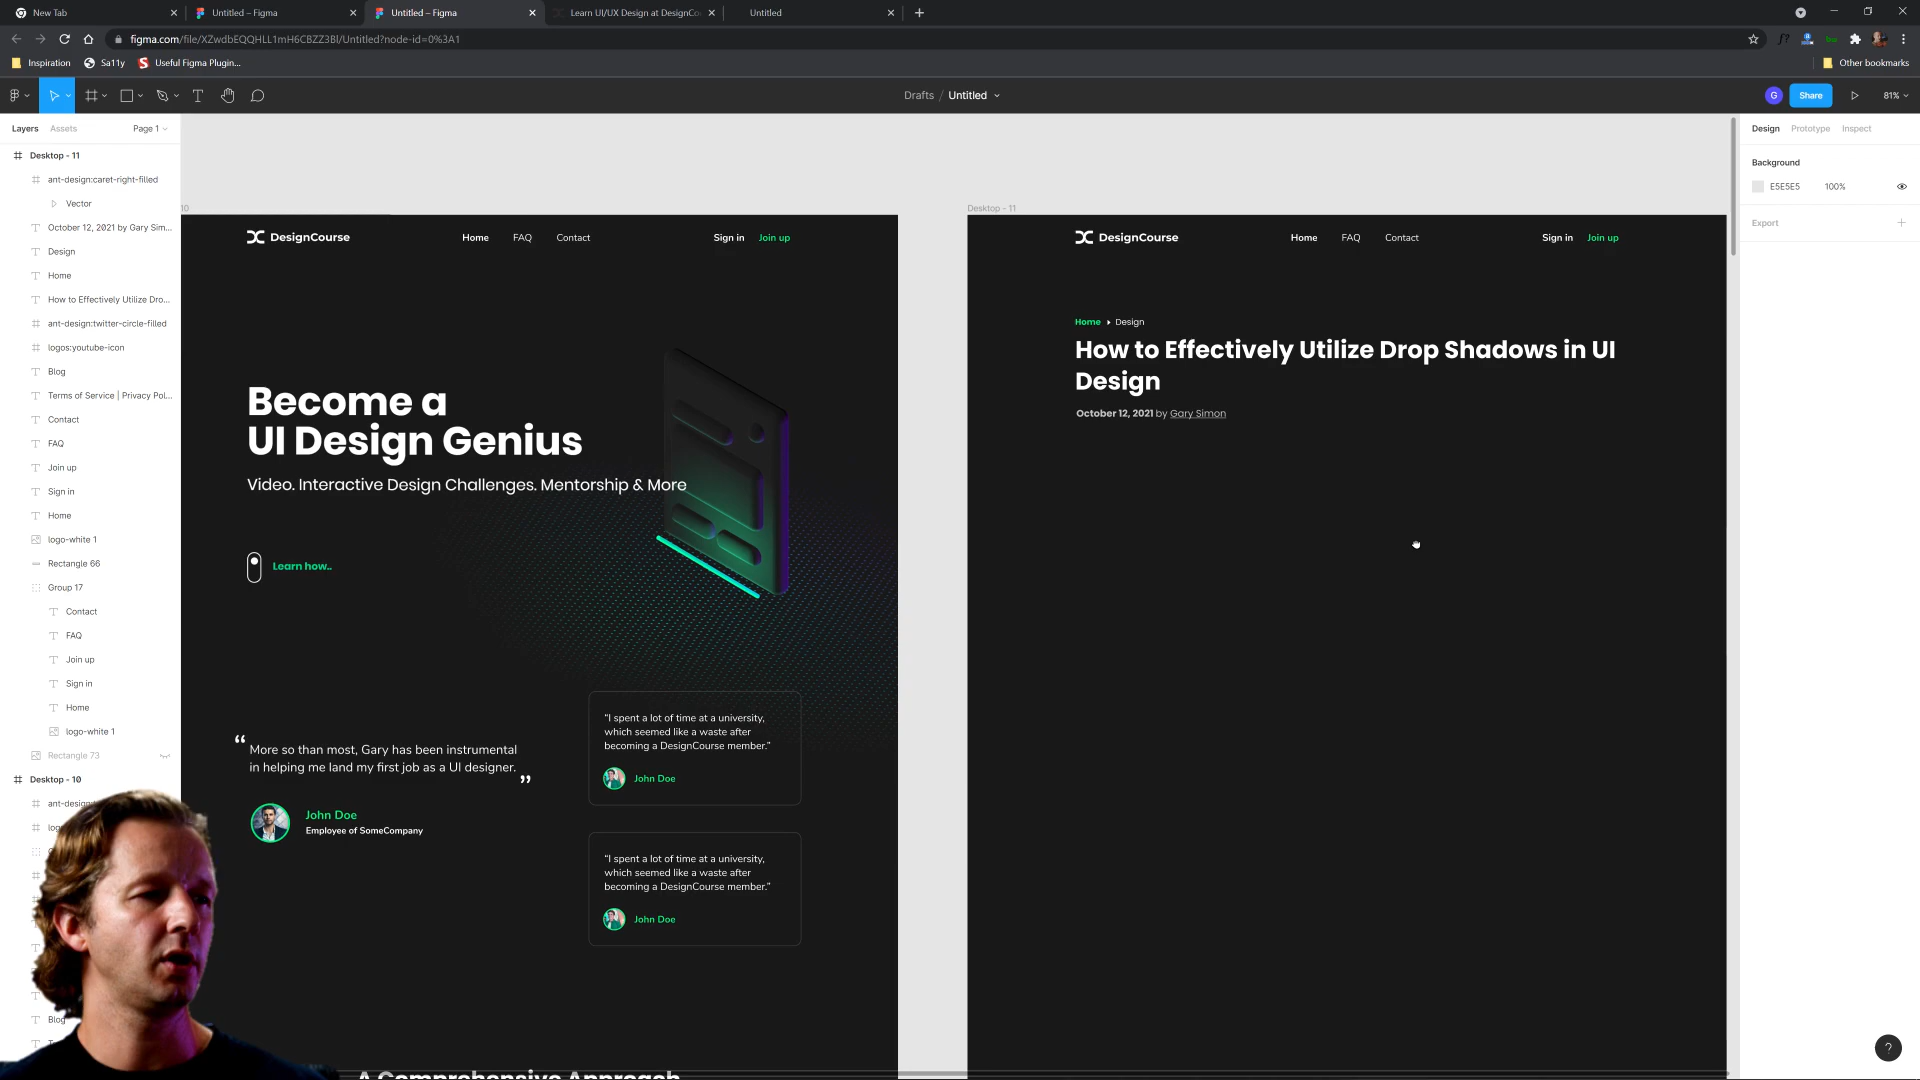 New Tab
Untitled – Figma
Untitled – Figma
Learn UI/UX Design at DesignCo
Untitled
figma.com/file/XZwdbEQQHLL1mH6CBZZ3Bl/Untitled?node-id=0%3A1
Inspiration
Sa11y
Useful Figma Plugin...
Other bookmarks
Drafts / Untitled
G
Share
81%
Layers
Assets
Page 1
Design
Prototype
Inspect
Background
E5E5E5
100%
Export
Desktop - 11
ant-design:caret-right-filled
Vector
October 12, 2021 by Gary Sim...
Design
Home
How to Effectively Utilize Dro...
ant-design:twitter-circle-filled
logos:youtube-icon
Blog
Terms of Service | Privacy Pol...
Contact
FAQ
Join up
Sign in
Home
logo-white 1
Rectangle 66
Group 17
Contact
FAQ
Join up
Sign in
Home
logo-white 1
Rectangle 73
Desktop - 10
Blog
10
DesignCourse
Home
FAQ
Contact
Sign in
Join up
Become a
UI Design Genius
Video. Interactive Design Challenges. Mentorship & More
Learn how..
“
More so than most, Gary has been instrumental
in helping me land my first job as a UI designer.
”
John Doe
Employee of SomeCompany
“I spent a lot of time at a university,
which seemed like a waste after
becoming a DesignCourse member.”
John Doe
“I spent a lot of time at a university,
which seemed like a waste after
becoming a DesignCourse member.”
John Doe
A Comprehensive Approach
Desktop - 11
DesignCourse
Home
FAQ
Contact
Sign in
Join up
Home
Design
How to Effectively Utilize Drop Shadows in UI
Design
October 12, 2021 by Gary Simon
?